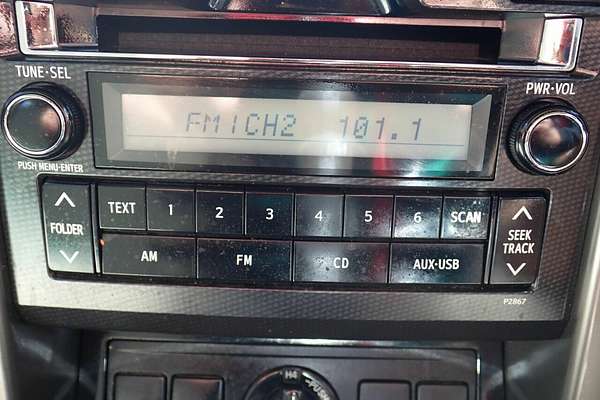 TUNE·SEL
PWR·VOL
FM1CH2 101.1
PUSH MENU·ENTER
FOLDER
TEXT 1 2 3 4 5 6 SCAN
SEEK
TRACK
AM FM CD AUX·USB
P2867
H4